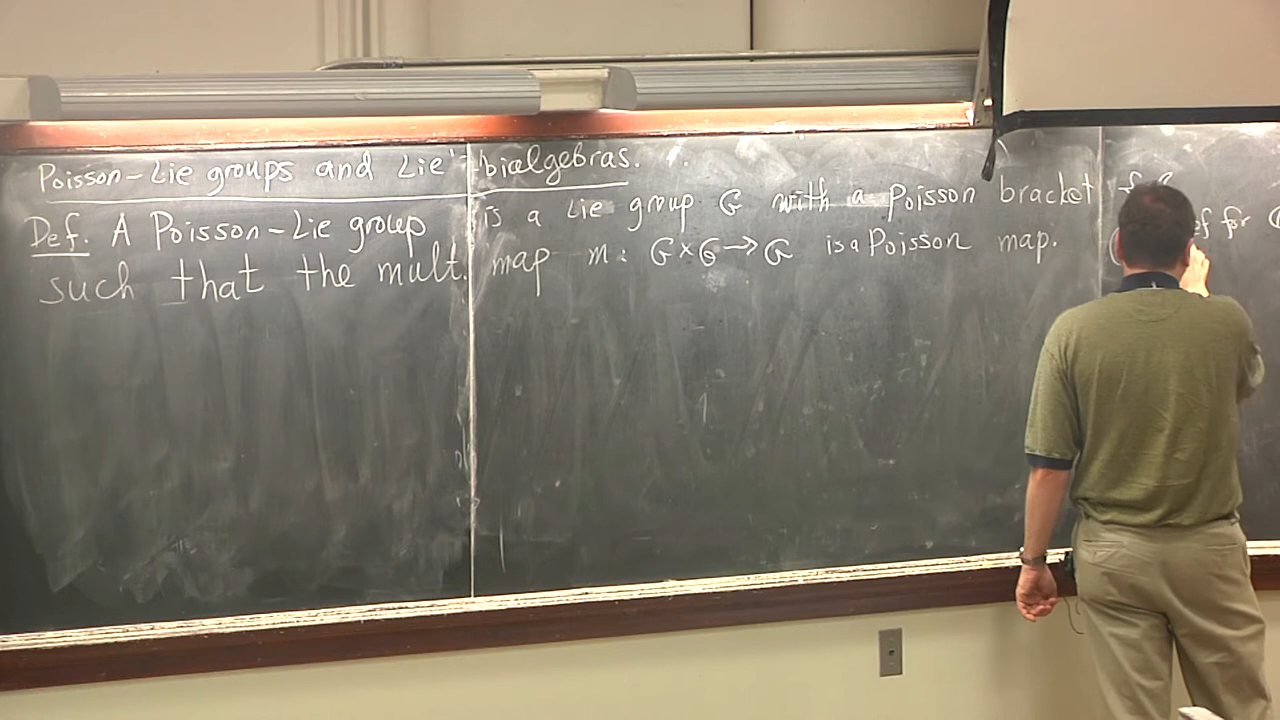 Poisson-Lie groups and Lie bialgebras.
Def. A Poisson-Lie group is a Lie group G with a Poisson bracket
such that the mult. map m: G×G→G is a Poisson map.
for